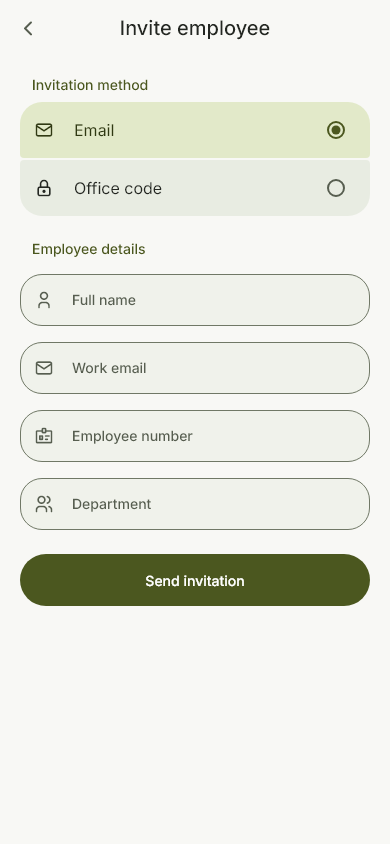 Invite employee
Invitation method
Email
Office code
Employee details
Full name
Work email
Employee number
Department
Send invitation